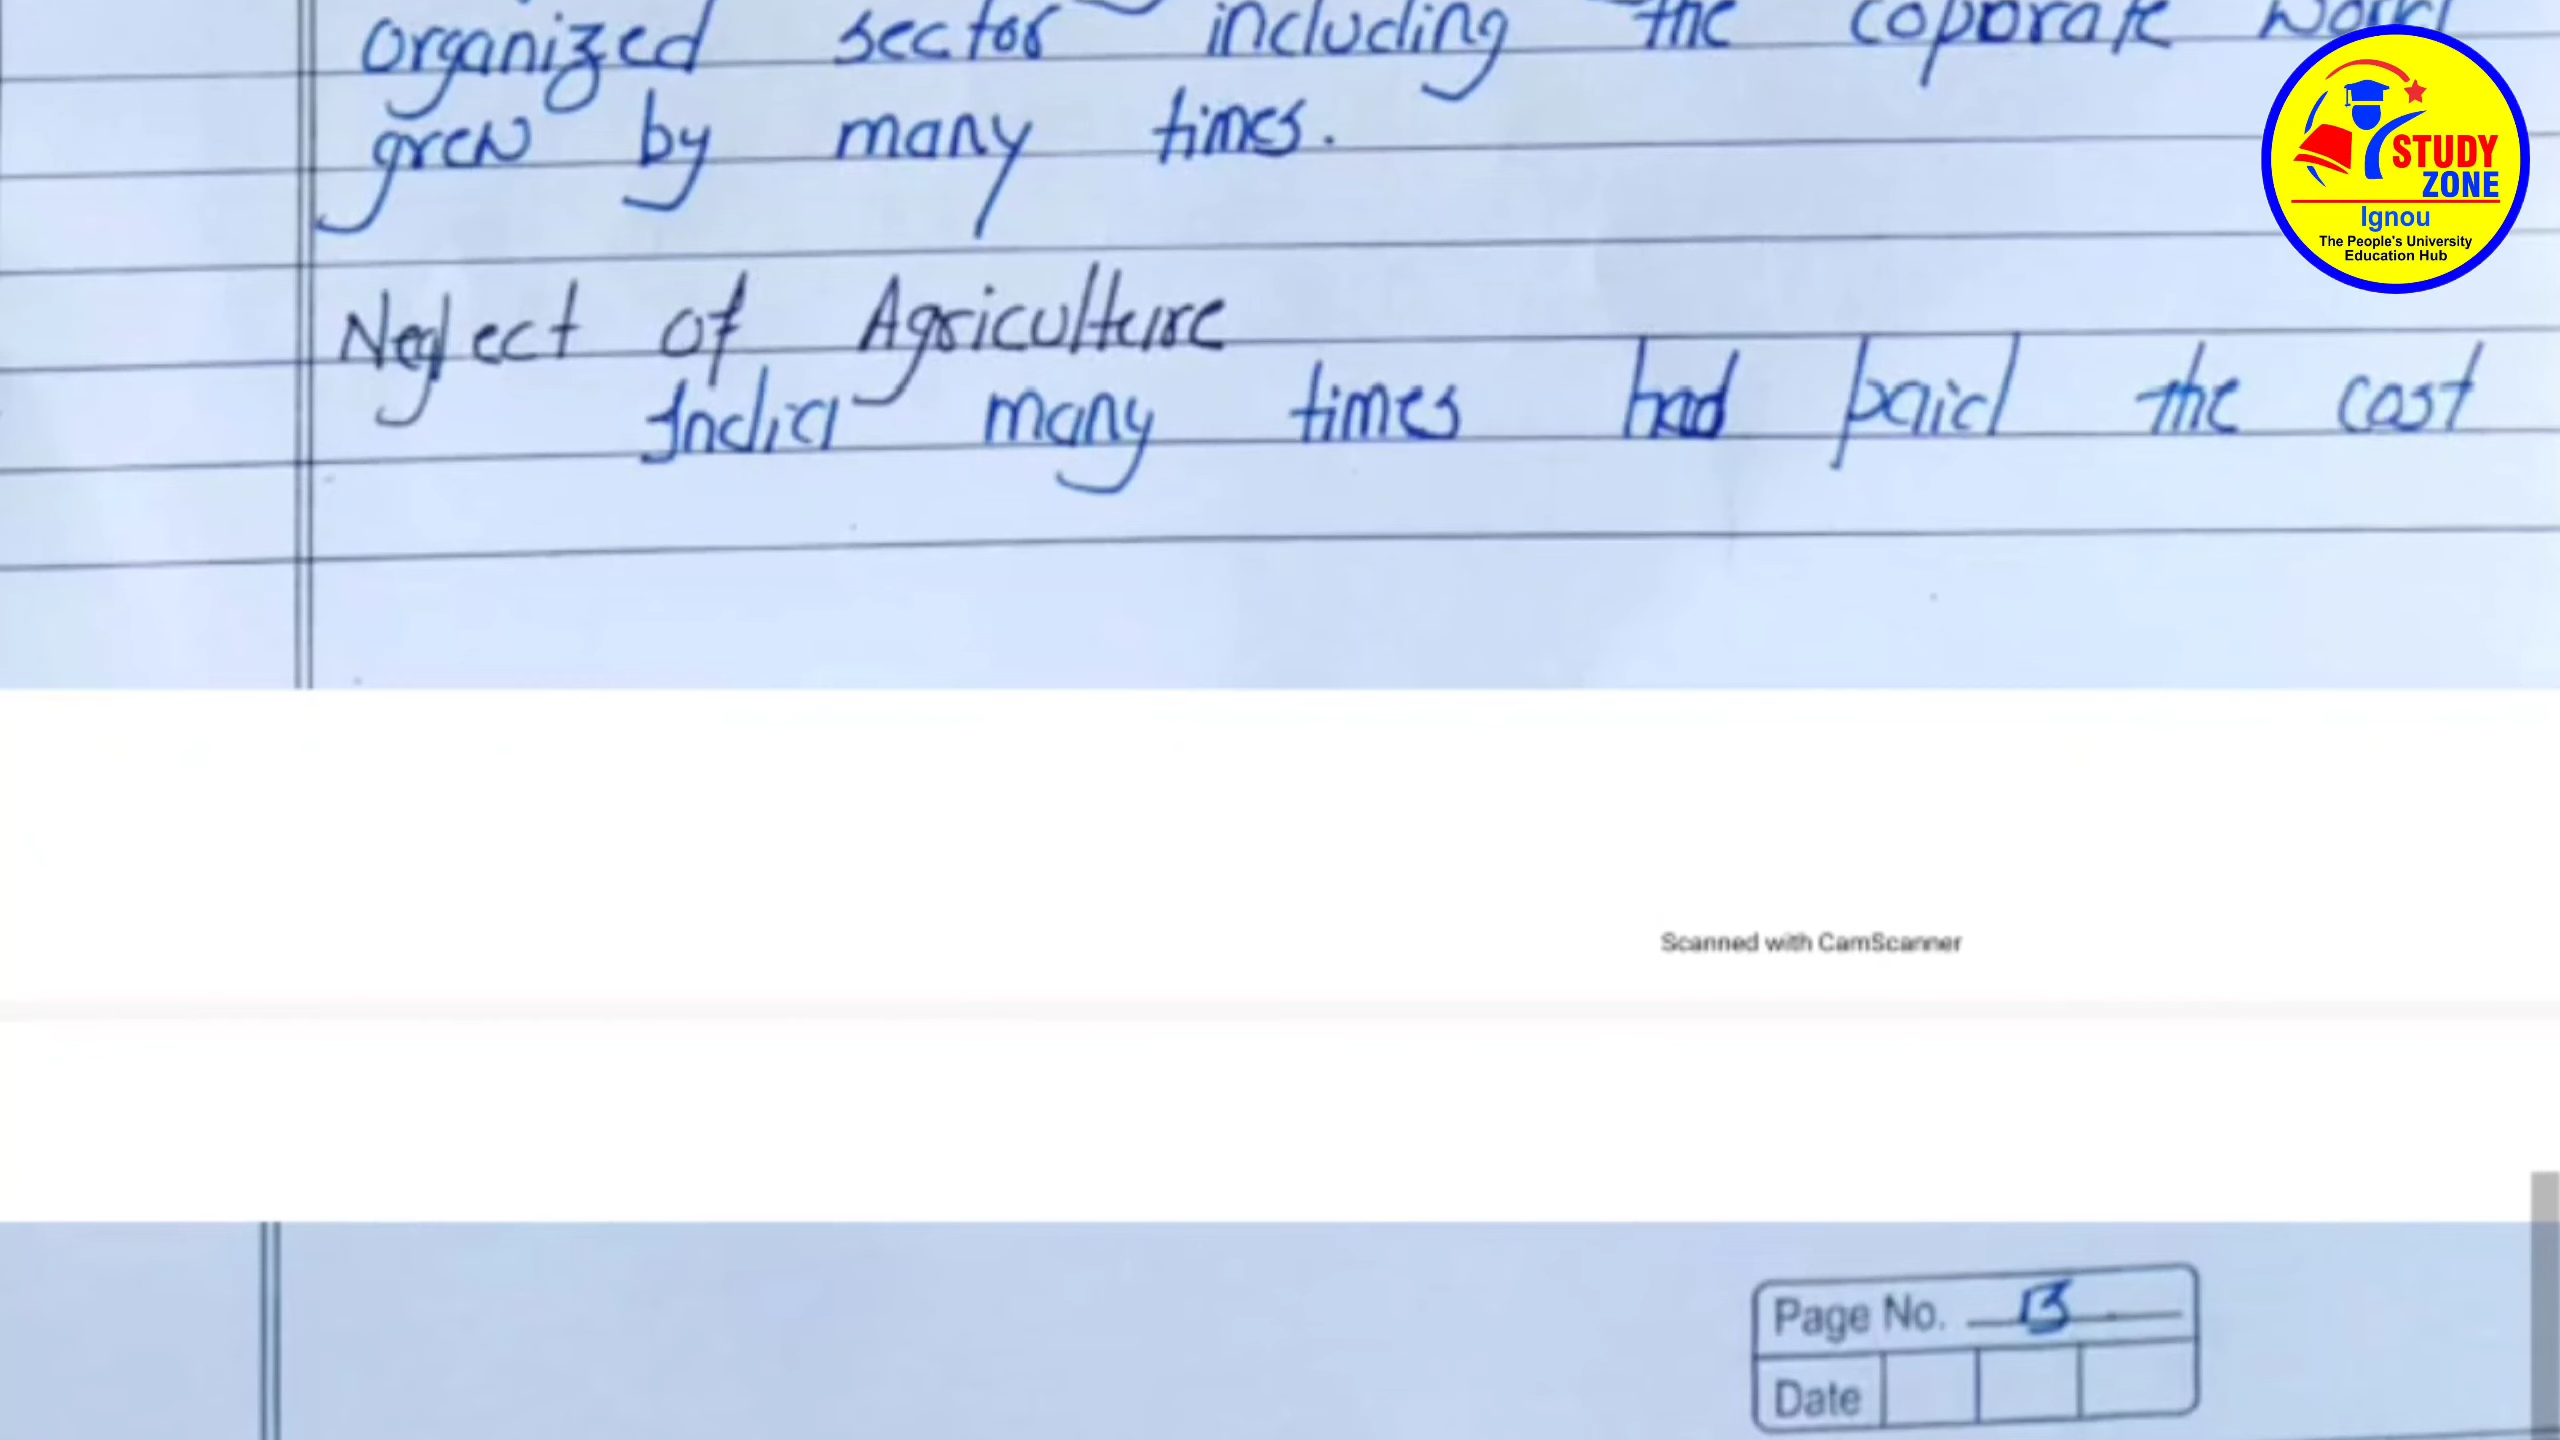 organized sector including the coporate world
grew by many times.
STUDY
ZONE
Ignou
The People's University
Education Hub
Neglect of Agriculture
India many times had paid the cost
Scanned with CamScanner
Page No. 13
Date